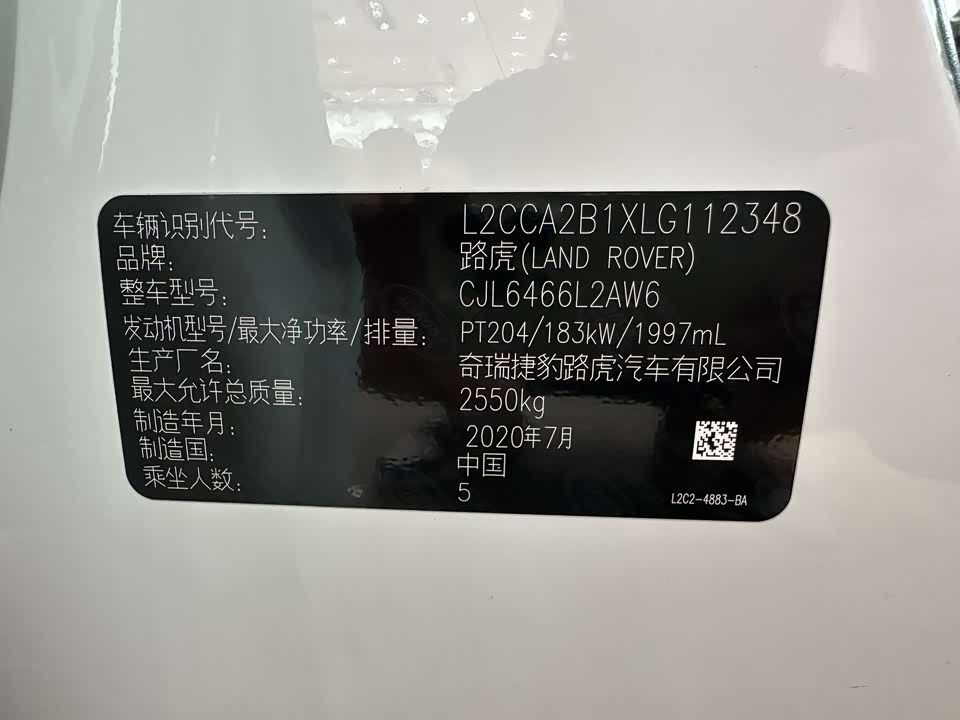 车辆识别代号: L2CCA2B1XLG112348
品牌: 路虎(LAND ROVER)
整车型号: CJL6466L2AW6
发动机型号/最大净功率/排量: PT204/183kW/1997mL
生产厂名: 奇瑞捷豹路虎汽车有限公司
最大允许总质量: 2550kg
制造年月: 2020年7月
制造国: 中国
乘坐人数: 5
L2C2-4883-BA